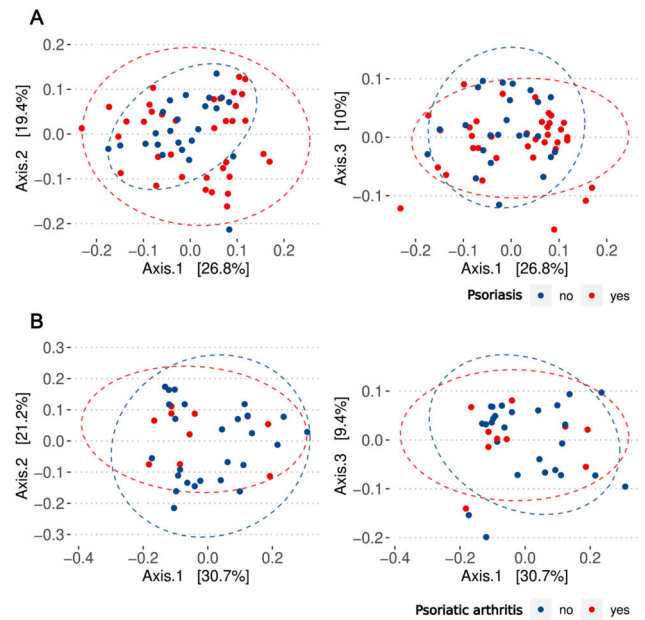 A
0.2
0.1
0.0
−0.1
−0.2
Axis.2 [19.4%]
−0.2 −0.1 0.0 0.1 0.2
Axis.1 [26.8%]
0.1
0.0
−0.1
Axis.3 [10%]
−0.2 −0.1 0.0 0.1 0.2
Axis.1 [26.8%]
Psoriasis no yes
B
0.3
0.2
0.1
0.0
−0.1
−0.2
−0.3
Axis.2 [21.2%]
−0.4 −0.2 0.0 0.2
Axis.1 [30.7%]
0.1
0.0
−0.1
−0.2
Axis.3 [9.4%]
−0.4 −0.2 0.0 0.2
Axis.1 [30.7%]
Psoriatic arthritis no yes